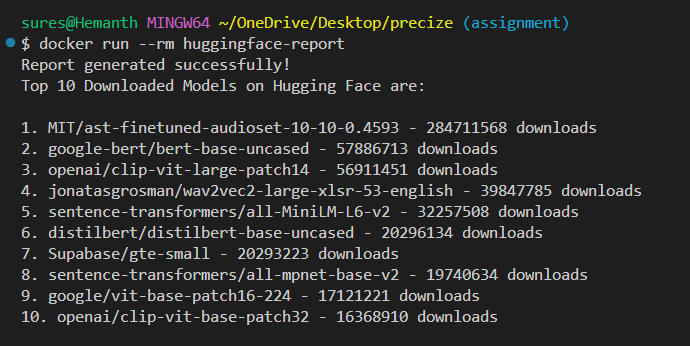 sures@Hemanth MINGW64 ~/OneDrive/Desktop/precize (assignment)
$ docker run --rm huggingface-report
Report generated successfully!
Top 10 Downloaded Models on Hugging Face are:
1. MIT/ast-finetuned-audioset-10-10-0.4593 - 284711568 downloads
2. google-bert/bert-base-uncased - 57886713 downloads
3. openai/clip-vit-large-patch14 - 56911451 downloads
4. jonatasgrosman/wav2vec2-large-xlsr-53-english - 39847785 downloads
5. sentence-transformers/all-MiniLM-L6-v2 - 32257508 downloads
6. distilbert/distilbert-base-uncased - 20296134 downloads
7. Supabase/gte-small - 20293223 downloads
8. sentence-transformers/all-mpnet-base-v2 - 19740634 downloads
9. google/vit-base-patch16-224 - 17121221 downloads
10. openai/clip-vit-base-patch32 - 16368910 downloads